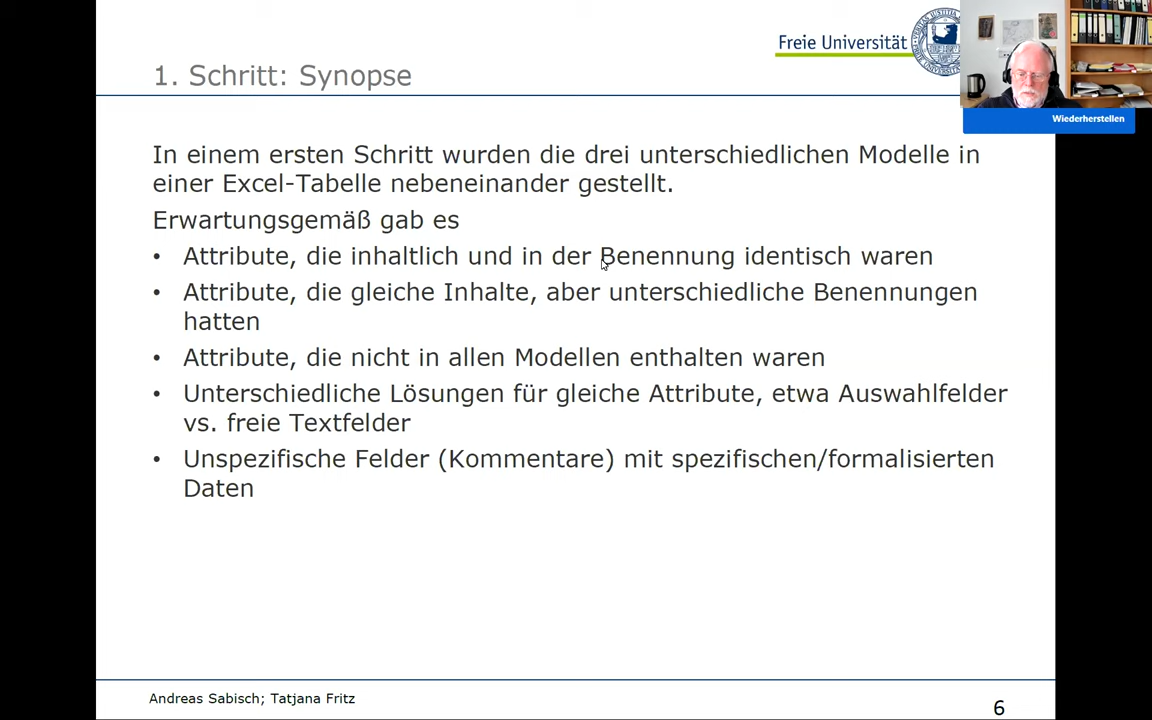 Freie Universität
Wiederherstellen
1. Schritt: Synopse
In einem ersten Schritt wurden die drei unterschiedlichen Modelle in
einer Excel-Tabelle nebeneinander gestellt.
Erwartungsgemäß gab es
• Attribute, die inhaltlich und in der Benennung identisch waren
• Attribute, die gleiche Inhalte, aber unterschiedliche Benennungen
hatten
• Attribute, die nicht in allen Modellen enthalten waren
• Unterschiedliche Lösungen für gleiche Attribute, etwa Auswahlfelder
vs. freie Textfelder
• Unspezifische Felder (Kommentare) mit spezifischen/formalisierten
Daten
Andreas Sabisch; Tatjana Fritz
6